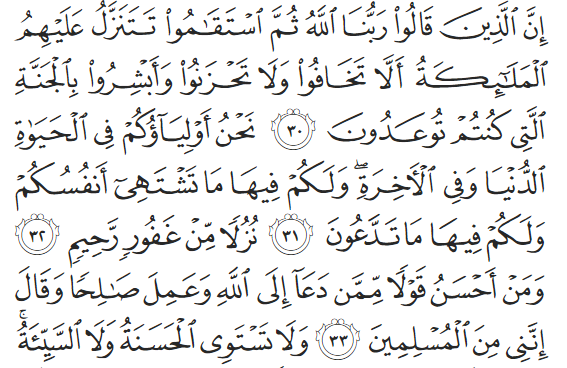 إِنَّ ٱلَّذِينَ قَالُوا۟ رَبُّنَا ٱللَّهُ ثُمَّ ٱسْتَقَـٰمُوا۟ تَتَنَزَّلُ عَلَيْهِمُ
ٱلْمَلَـٰٓئِكَةُ أَلَّا تَخَافُوا۟ وَلَا تَحْزَنُوا۟ وَأَبْشِرُوا۟ بِٱلْجَنَّةِ
ٱلَّتِى كُنتُمْ تُوعَدُونَ ٣٠ نَحْنُ أَوْلِيَآؤُكُمْ فِى ٱلْحَيَوٰةِ
ٱلدُّنْيَا وَفِى ٱلْـَٔاخِرَةِ ۖ وَلَكُمْ فِيهَا مَا تَشْتَهِىٓ أَنفُسُكُمْ
وَلَكُمْ فِيهَا مَا تَدَّعُونَ ٣١ نُزُلًا مِّنْ غَفُورٍ رَّحِيمٍ ٣٢
وَمَنْ أَحْسَنُ قَوْلًا مِّمَّن دَعَآ إِلَى ٱللَّهِ وَعَمِلَ صَـٰلِحًا وَقَالَ
إِنَّنِى مِنَ ٱلْمُسْلِمِينَ ٣٣ وَلَا تَسْتَوِى ٱلْحَسَنَةُ وَلَا ٱلسَّيِّئَةُ ۚ